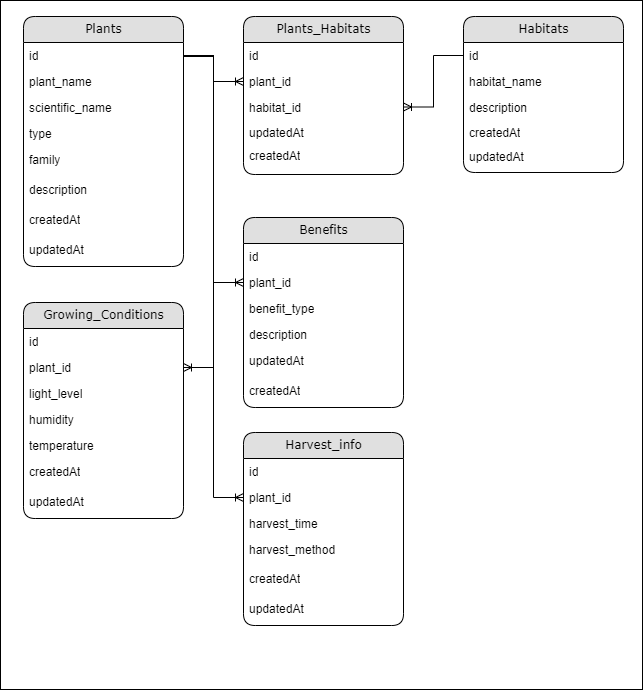 Plants
id
plant_name
scientific_name
type
family
description
createdAt
updatedAt
Plants_Habitats
id
plant_id
habitat_id
updatedAt
createdAt
Habitats
id
habitat_name
description
createdAt
updatedAt
Benefits
id
plant_id
benefit_type
description
updatedAt
createdAt
Growing_Conditions
id
plant_id
light_level
humidity
temperature
createdAt
updatedAt
Harvest_info
id
plant_id
harvest_time
harvest_method
createdAt
updatedAt